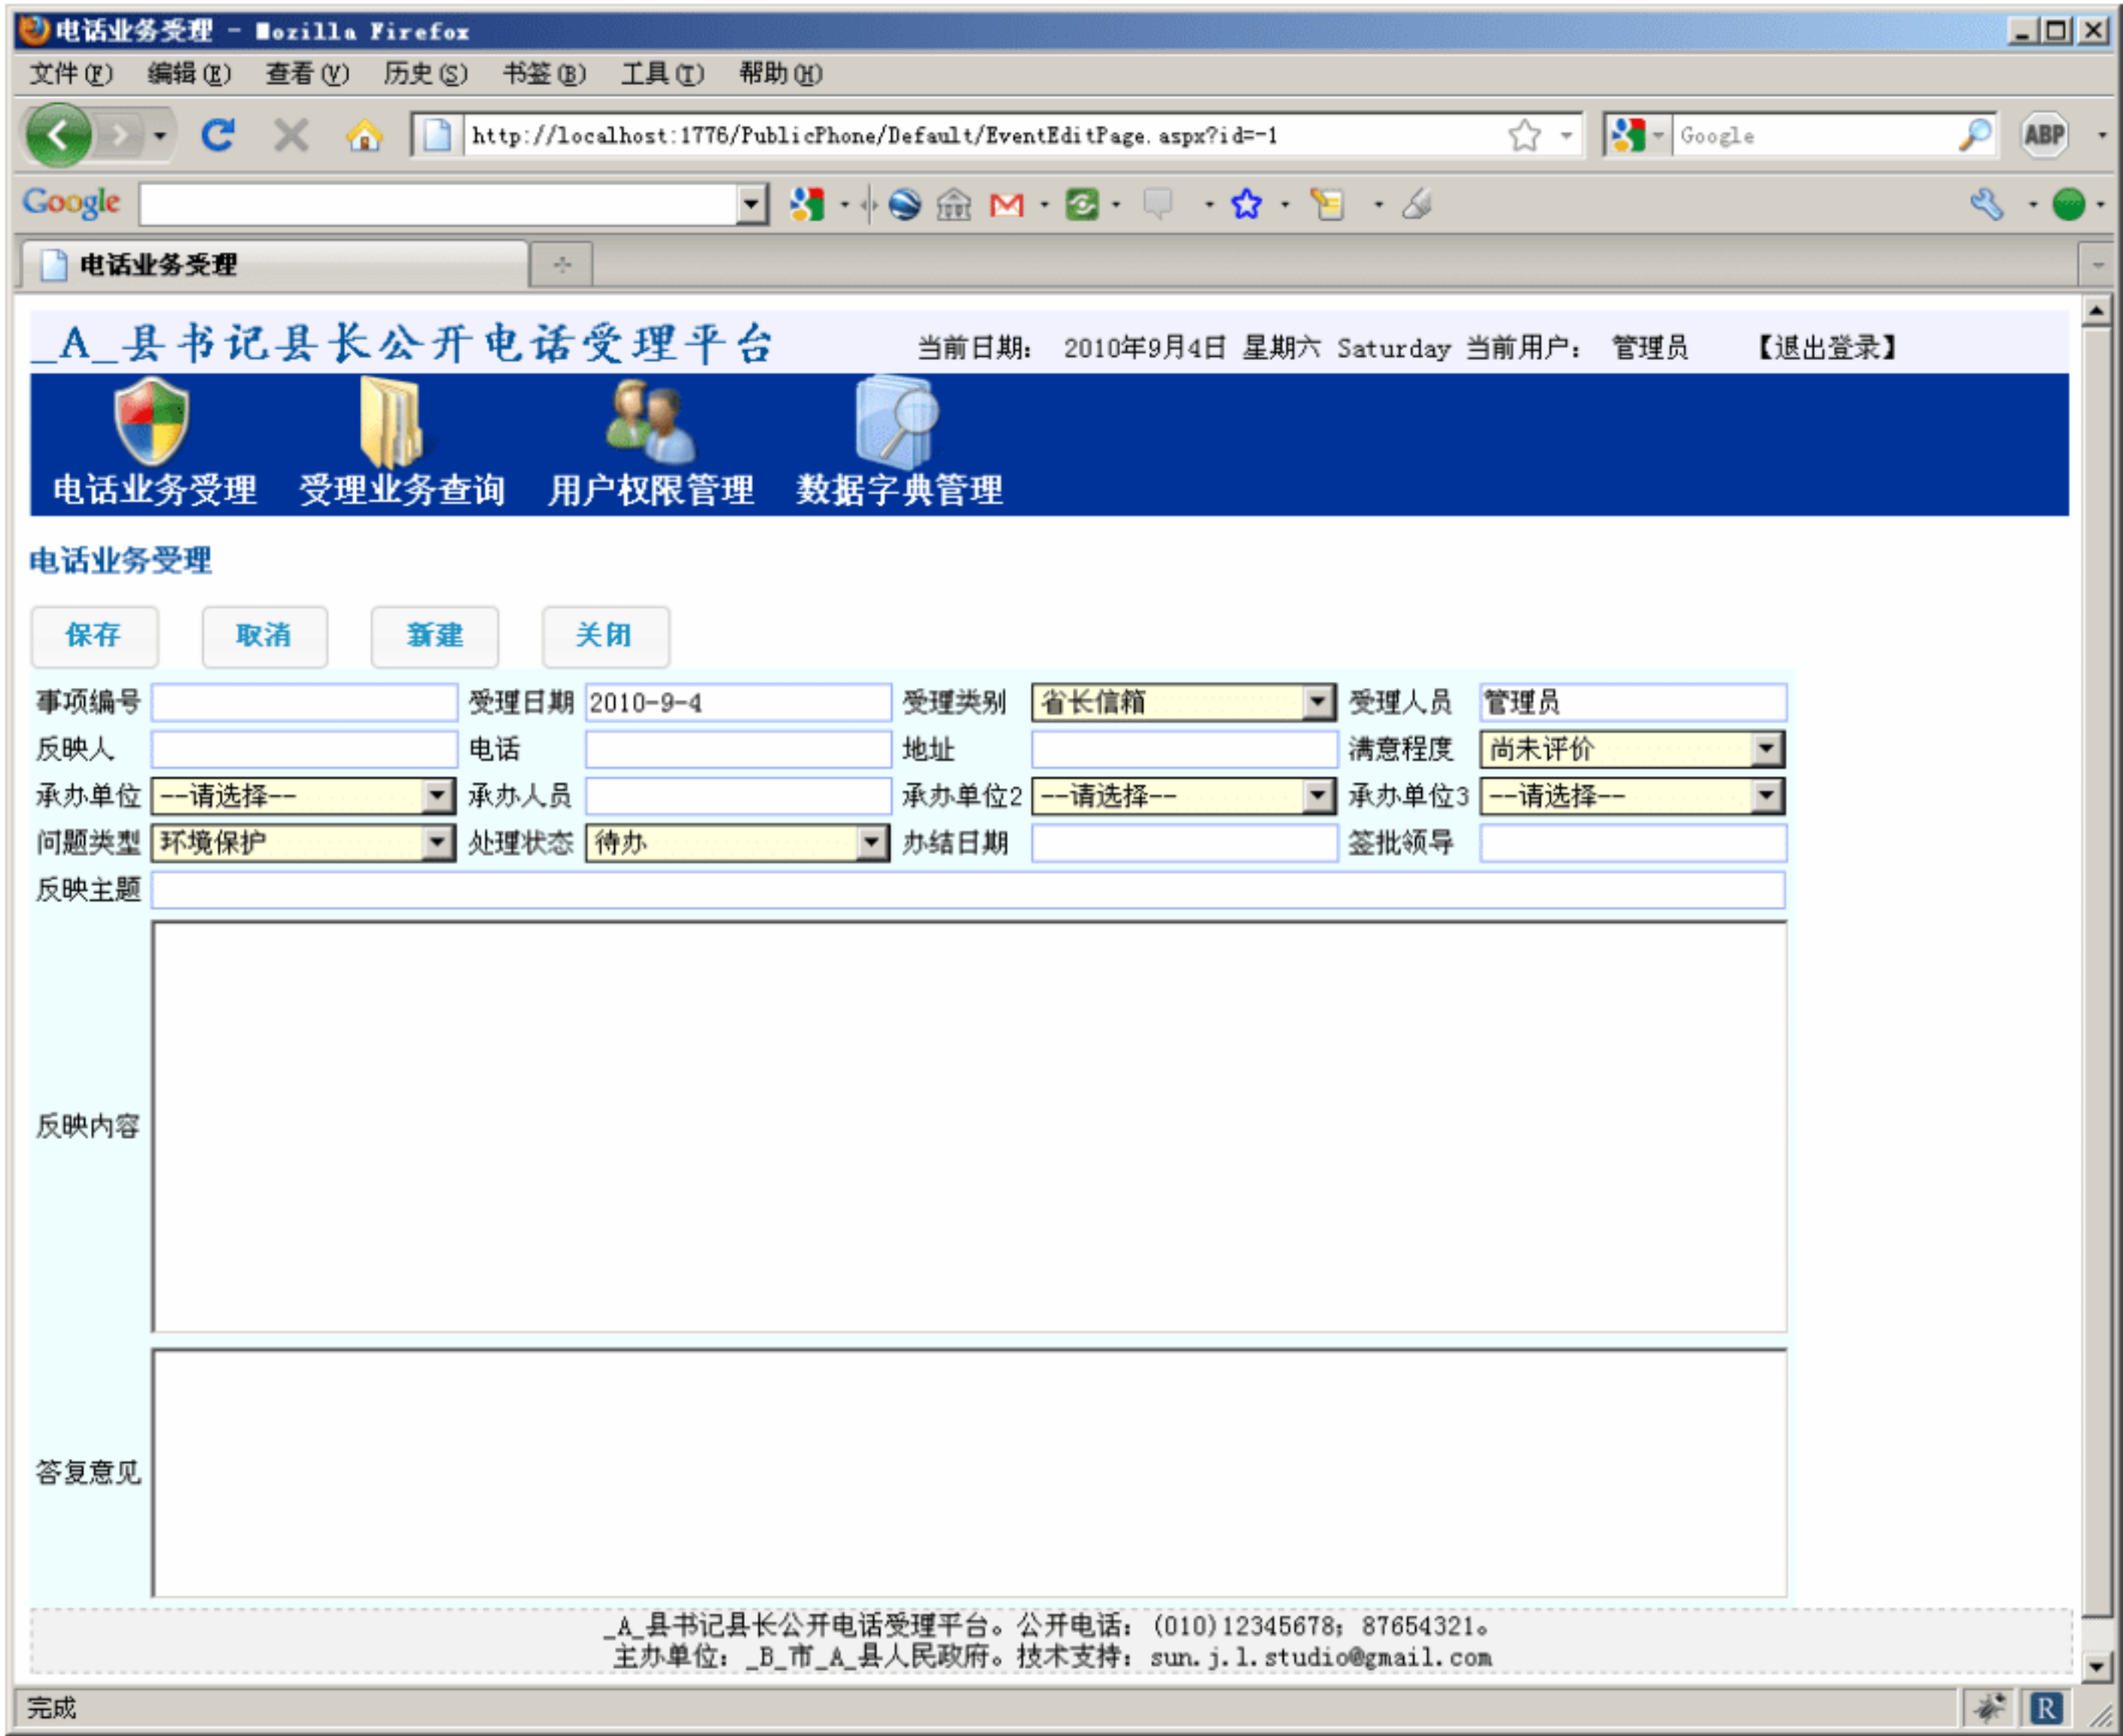 电话业务受理 - Mozilla Firefox
文件(F) 编辑(E) 查看(V) 历史(S) 书签(B) 工具(T) 帮助(H)
http://localhost:1776/PublicPhone/Default/EventEditPage.aspx?id=-1 Google ABP
Google
电话业务受理
_A_县书记县长公开电话受理平台 当前日期: 2010年9月4日 星期六 Saturday 当前用户: 管理员 【退出登录】
电话业务受理 受理业务查询 用户权限管理 数据字典管理
电话业务受理
保存 取消 新建 关闭
事项编号 受理日期 2010-9-4 受理类别 省长信箱 受理人员 管理员
反映人 电话 地址 满意程度 尚未评价
承办单位 --请选择-- 承办人员 承办单位2 --请选择-- 承办单位3 --请选择--
问题类型 环境保护 处理状态 待办 办结日期 签批领导
反映主题
反映内容
答复意见
_A_县书记县长公开电话受理平台。公开电话: (010)12345678; 87654321。
主办单位: _B_市_A_县人民政府。技术支持: sun.j.l.studio@gmail.com
完成 R